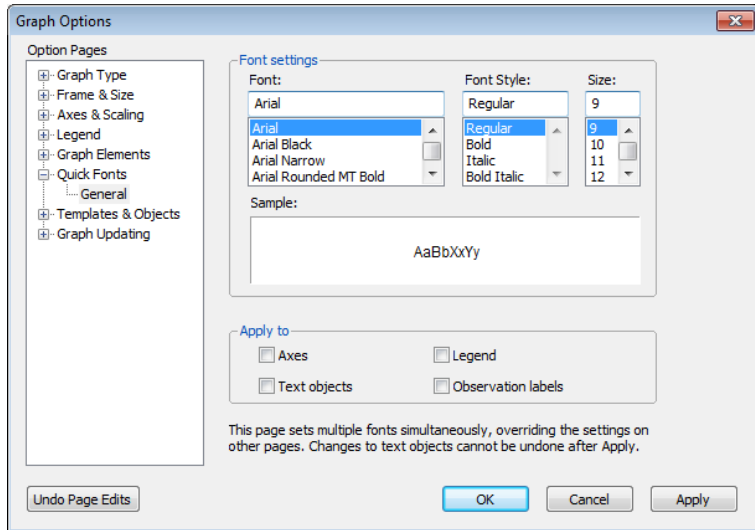 Graph Options
Option Pages
Graph Type
Frame & Size
Axes & Scaling
Legend
Graph Elements
Quick Fonts
General
Templates & Objects
Graph Updating
Font settings
Font: Font Style: Size:
Arial Regular 9
Arial Regular 9
Arial Black Bold 10
Arial Narrow Italic 11
Arial Rounded MT Bold Bold Italic 12
Sample:
AaBbXxYy
Apply to
Axes Legend
Text objects Observation labels
This page sets multiple fonts simultaneously, overriding the settings on
other pages. Changes to text objects cannot be undone after Apply.
Undo Page Edits OK Cancel Apply